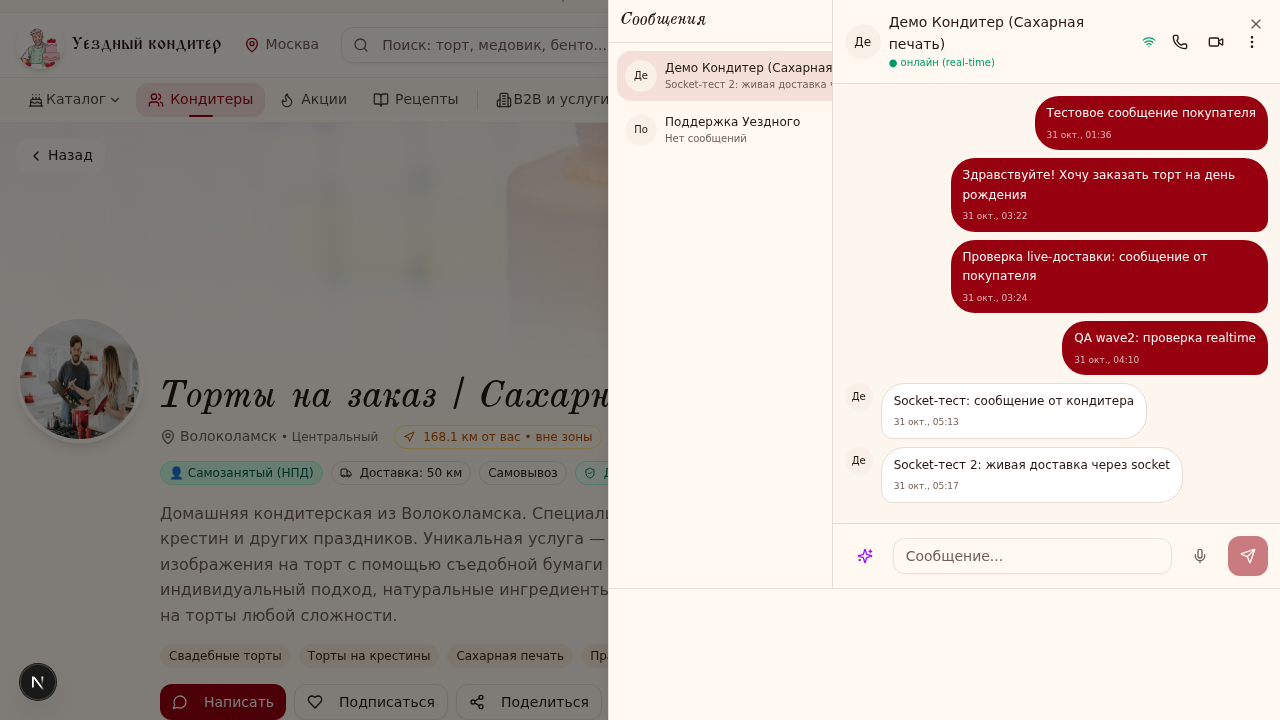 Уездный кондитер
Москва
Поиск: торт, медовик, бенто...
Каталог
Кондитеры
Акции
Рецепты
B2B и услуги
Назад
Торты на заказ | Сахарн
Волоколамск • Центральный
168.1 км от вас • вне зоны
👤 Самозанятый (НПД)
Доставка: 50 км
Самовывоз
Домашняя кондитерская из Волоколамска. Специали
крестин и других праздников. Уникальная услуга —
изображения на торт с помощью съедобной бумаги
индивидуальный подход, натуральные ингредиенть
на торты любой сложности.
Свадебные торты
Торты на крестины
Сахарная печать
Пра
Написать
Подписаться
Поделиться
N
Сообщения
Де
Демо Кондитер (Сахарная
Socket-тест 2: живая доставка ч
По
Поддержка Уездного
Нет сообщений
Де
Демо Кондитер (Сахарная
печать)
● онлайн (real-time)
Тестовое сообщение покупателя
31 окт., 01:36
Здравствуйте! Хочу заказать торт на день
рождения
31 окт., 03:22
Проверка live-доставки: сообщение от
покупателя
31 окт., 03:24
QA wave2: проверка realtime
31 окт., 04:10
Де
Socket-тест: сообщение от кондитера
31 окт., 05:13
Де
Socket-тест 2: живая доставка через socket
31 окт., 05:17
Сообщение...